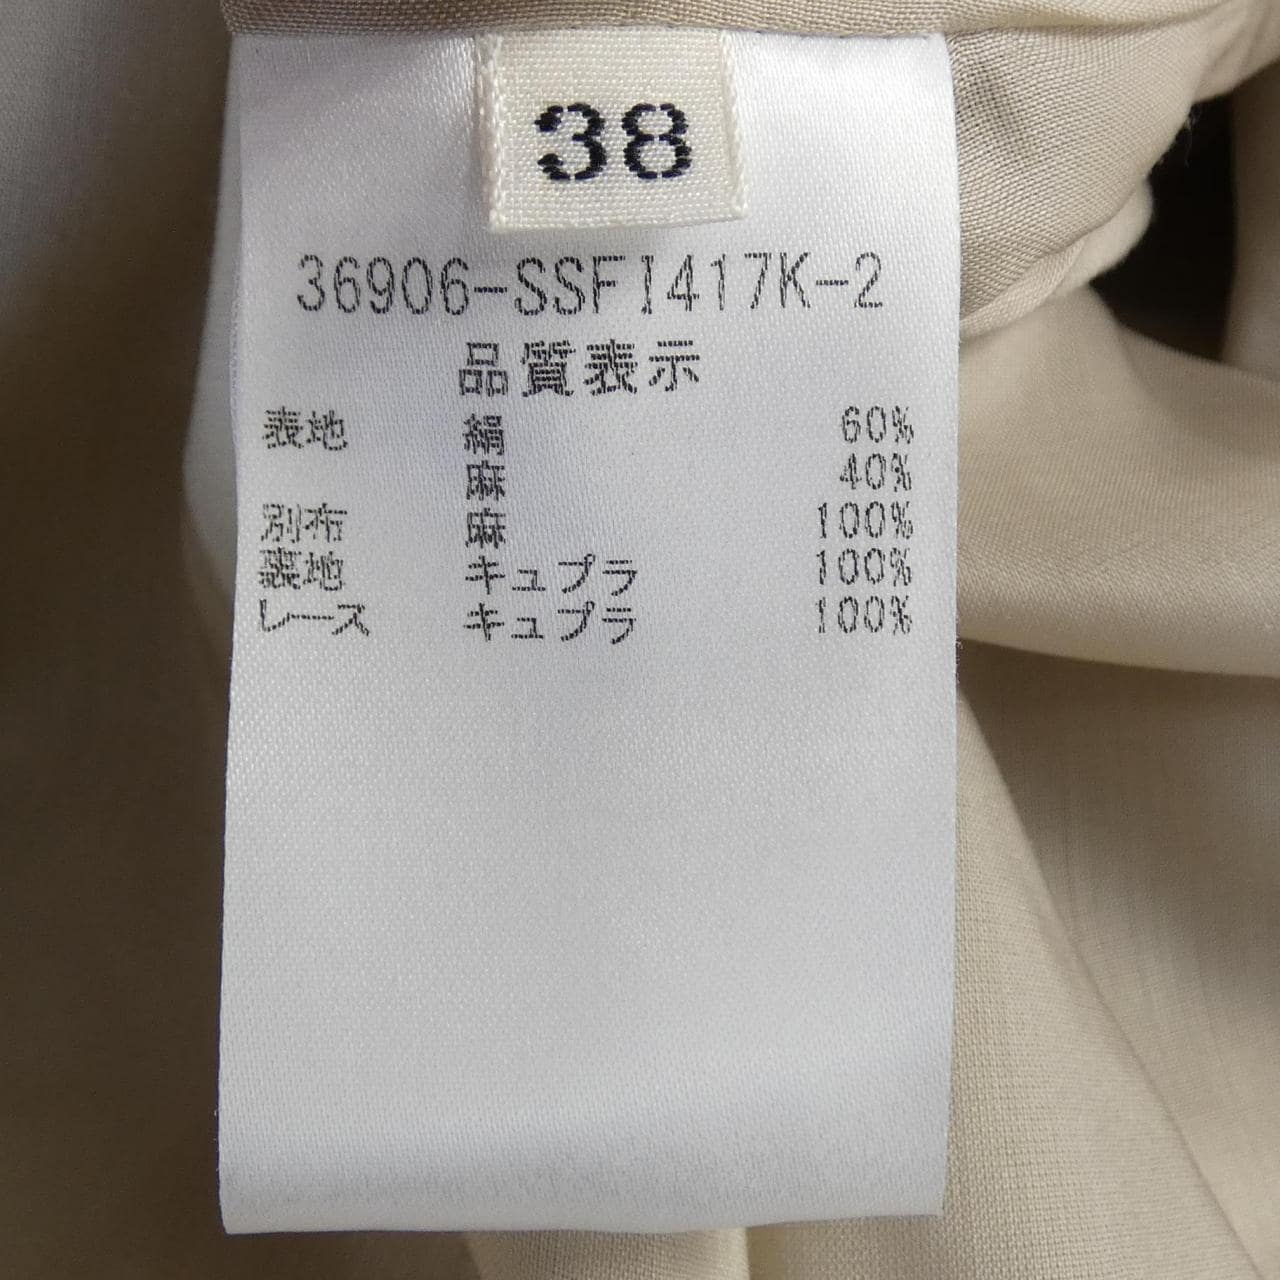 38
36906-SSFI417K-2
品質表示
表地 絹 60%
麻 40%
別布 麻 100%
裏地 キュプラ 100%
レース キュプラ 100%